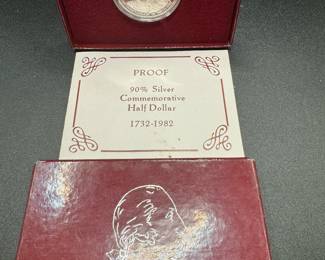 PROOF
90% Silver
Commemorative
Half Dollar
1732-1982